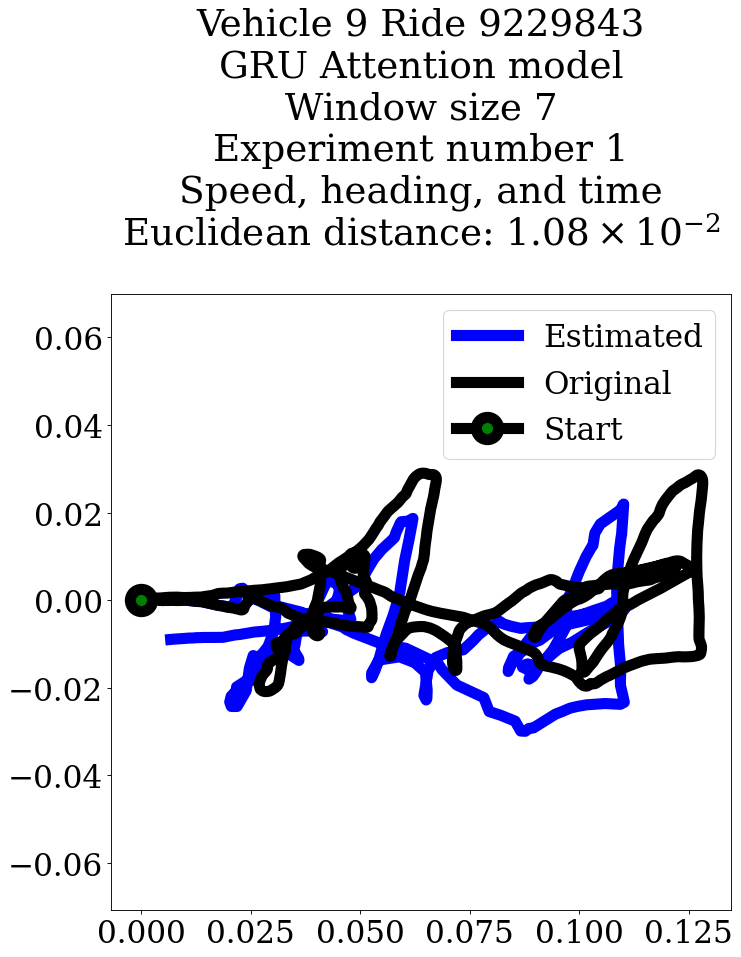 Vehicle 9 Ride 9229843
GRU Attention model
Window size 7
Experiment number 1
Speed, heading, and time
Euclidean distance: 1.08 × 10⁻²
Estimated
Original
Start
0.06
0.04
0.02
0.00
−0.02
−0.04
−0.06
0.000 0.025 0.050 0.075 0.100 0.125